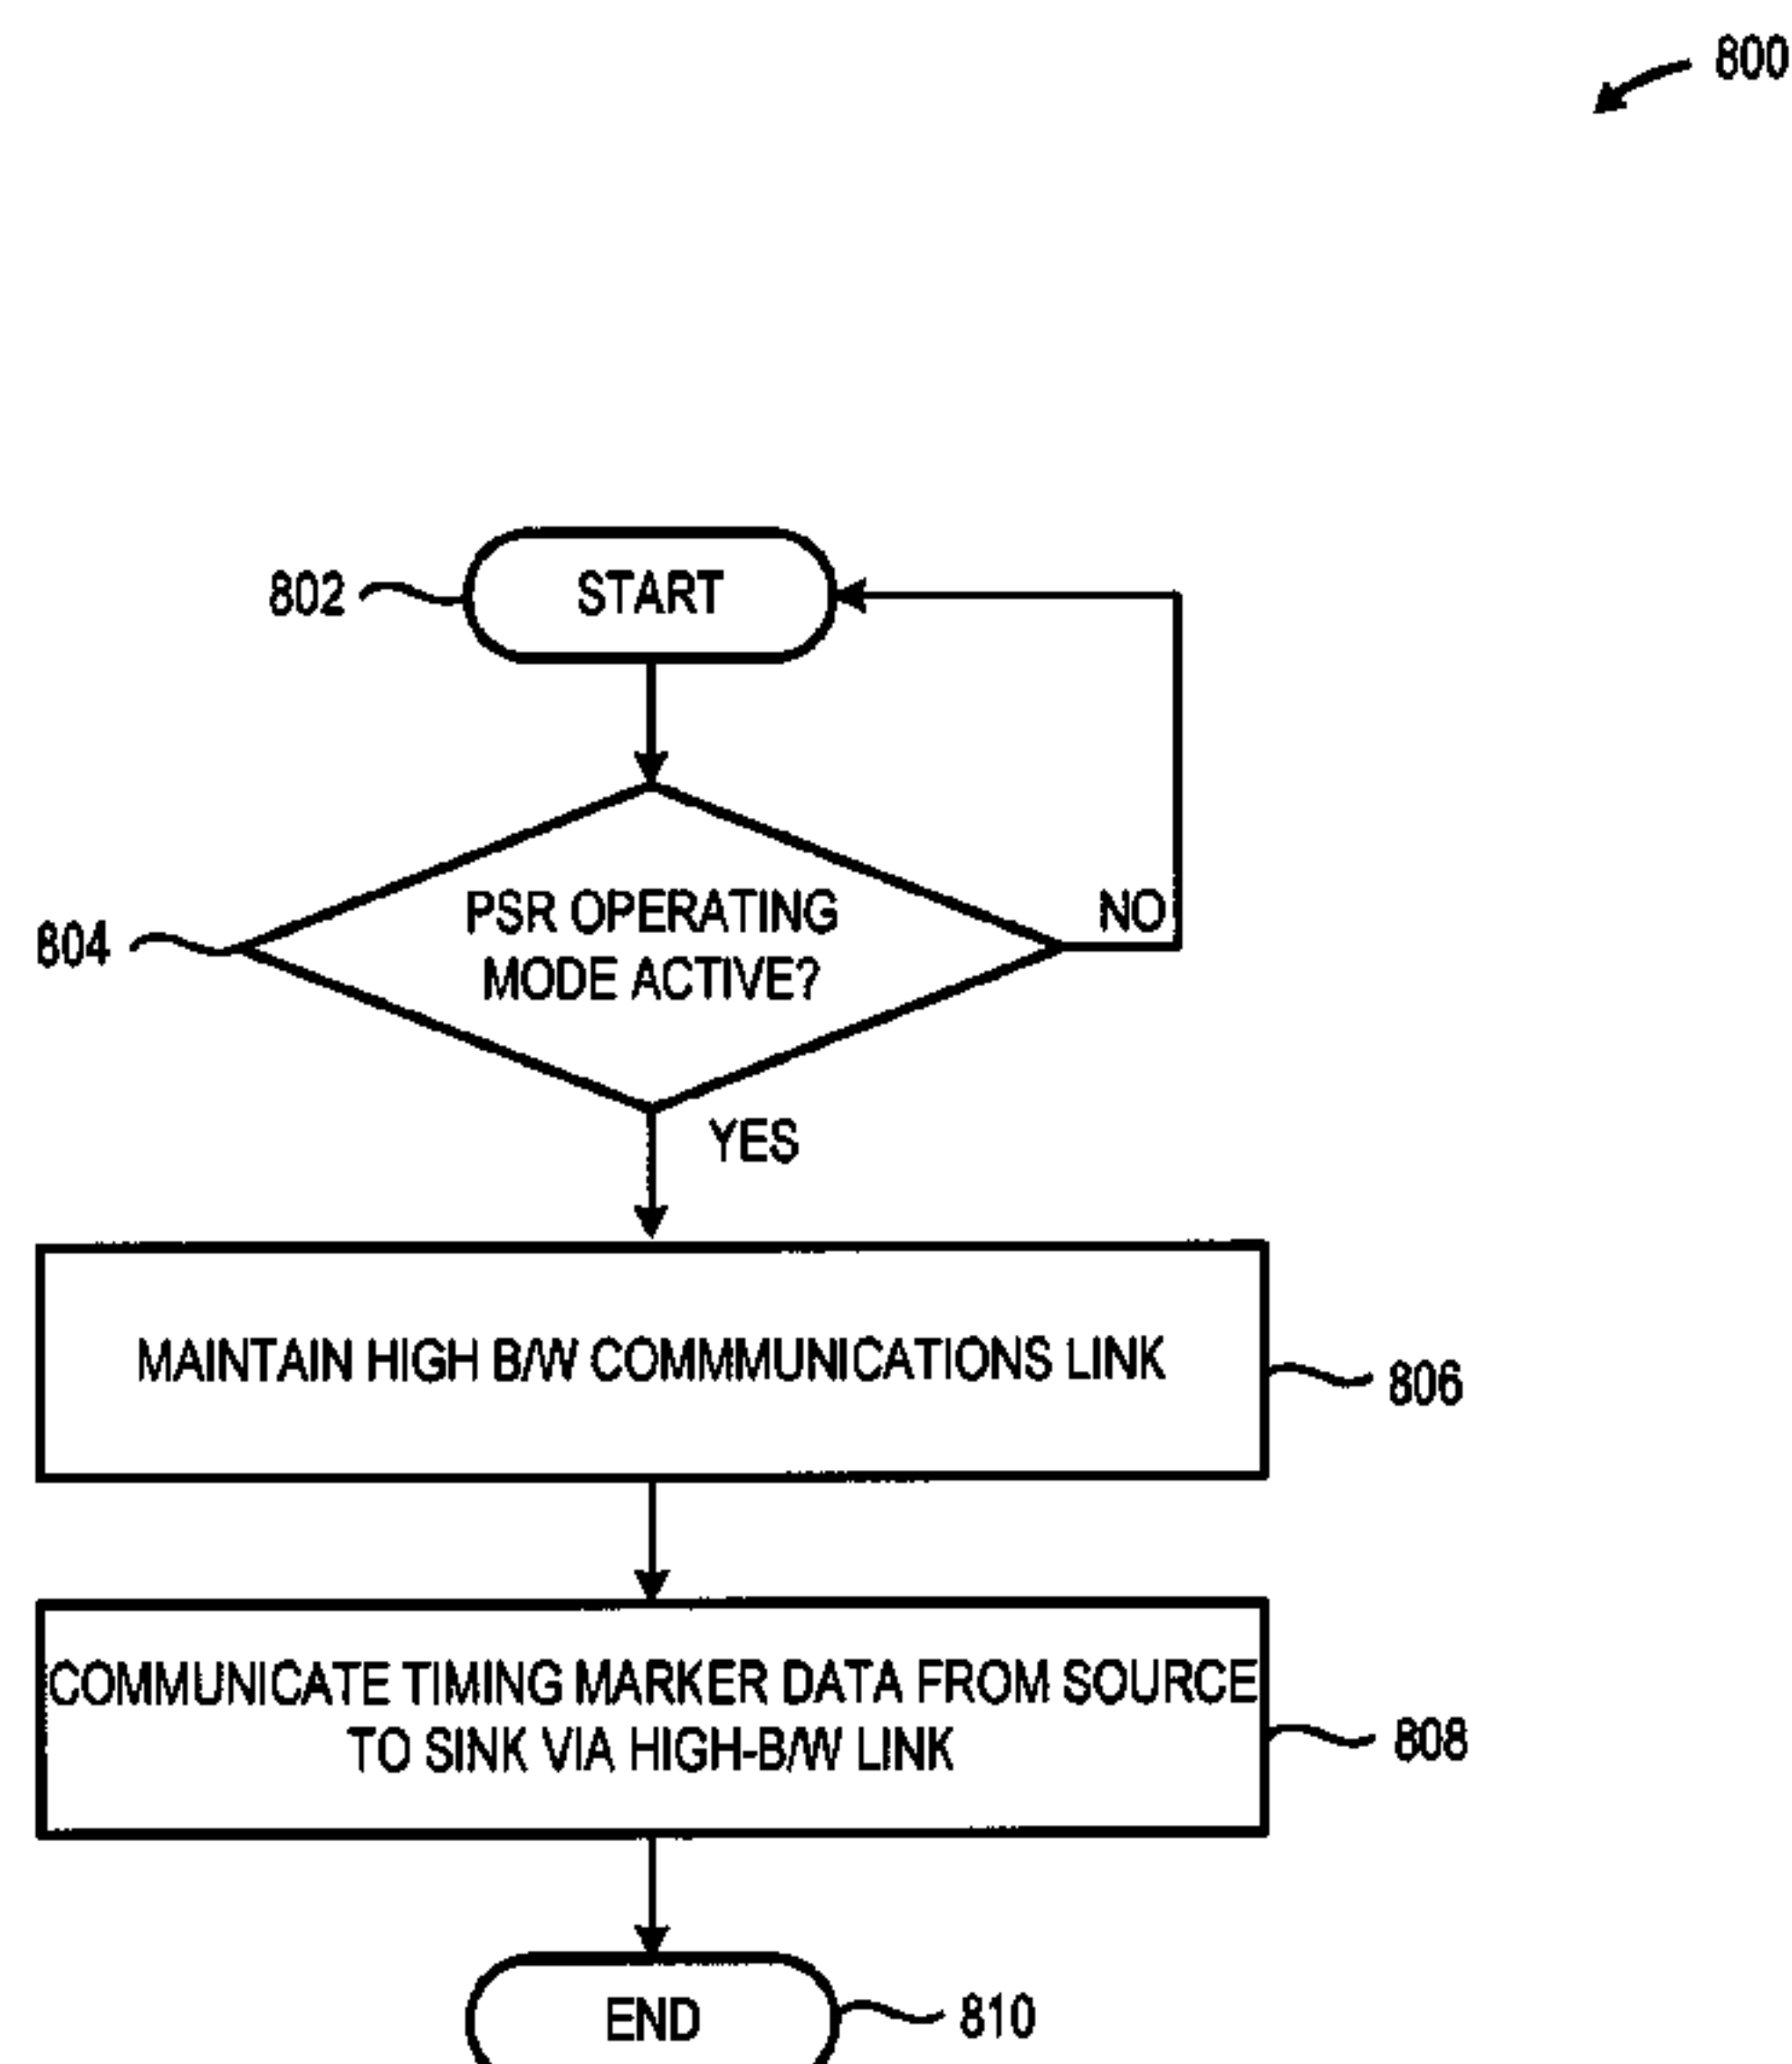 800
802
START
804
PSR OPERATING
MODE ACTIVE?
NO
YES
MAINTAIN HIGH B/W COMMUNICATIONS LINK
806
COMMUNICATE TIMING MARKER DATA FROM SOURCE
TO SINK VIA HIGH-B/W LINK
808
END
810